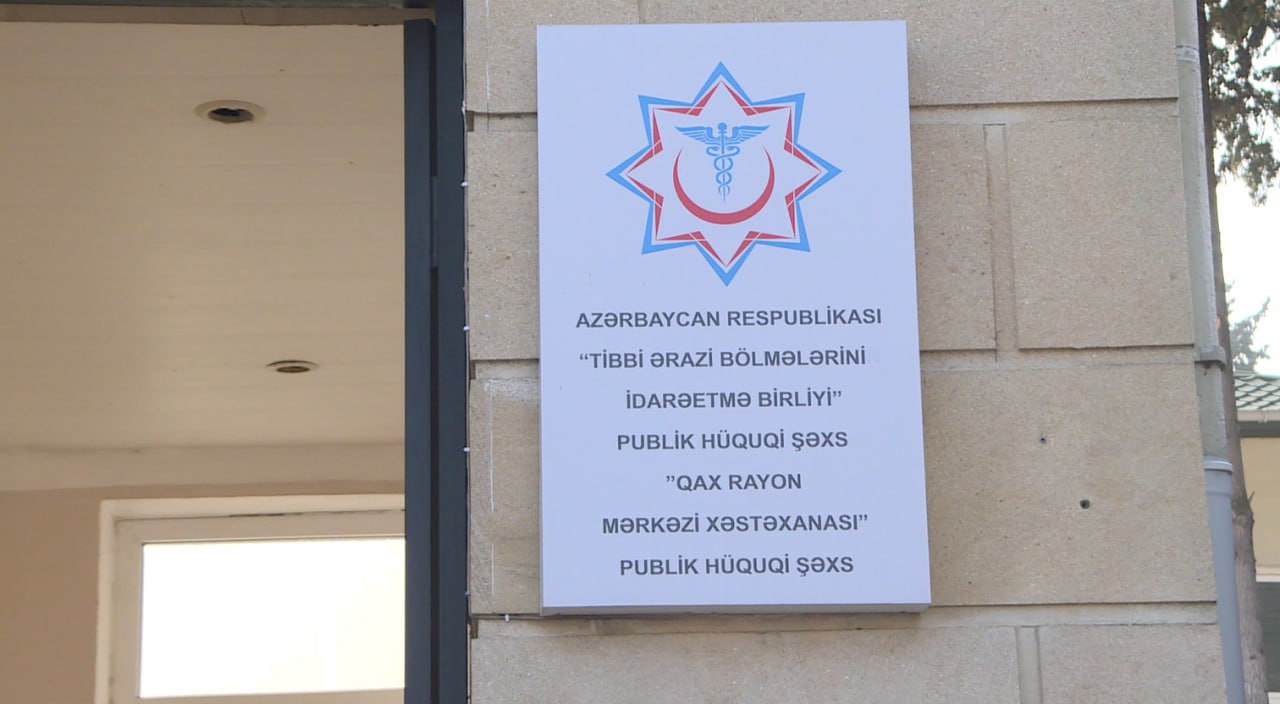 AZƏRBAYCAN RESPUBLİKASI
“TİBBİ ƏRAZİ BÖLMƏLƏRİNİ
İDARƏETMƏ BİRLİYİ”
PUBLİK HÜQUQİ ŞƏXS
”QAX RAYON
MƏRKƏZİ XƏSTƏXANASI”
PUBLİK HÜQUQİ ŞƏXS